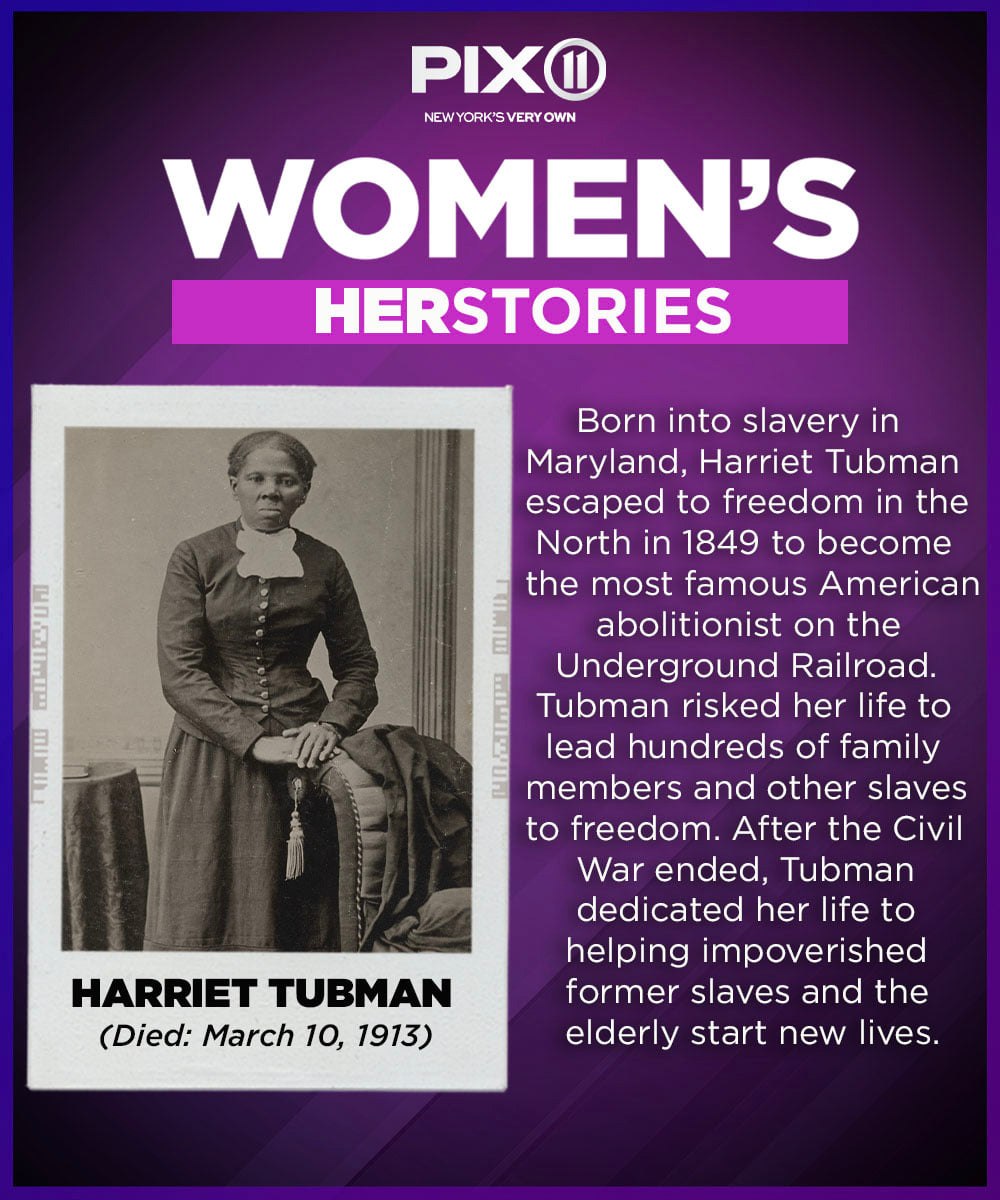 PIX11
NEW YORK'S VERY OWN
WOMEN'S
HERSTORIES
Born into slavery in
Maryland, Harriet Tubman
escaped to freedom in the
North in 1849 to become
the most famous American
abolitionist on the
Underground Railroad.
Tubman risked her life to
lead hundreds of family
members and other slaves
to freedom. After the Civil
War ended, Tubman
dedicated her life to
helping impoverished
former slaves and the
elderly start new lives.
HARRIET TUBMAN
(Died: March 10, 1913)